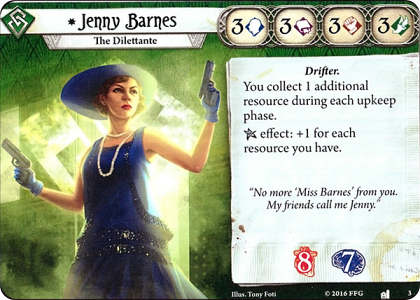 * Jenny Barnes
The Dilettante
3 3 3 3
Drifter.
You collect 1 additional
resource during each upkeep
phase.
effect: +1 for each
resource you have.
"No more 'Miss Barnes' from you.
My friends call me Jenny."
8 7
Illus. Tony Foti
© 2016 FFG
3